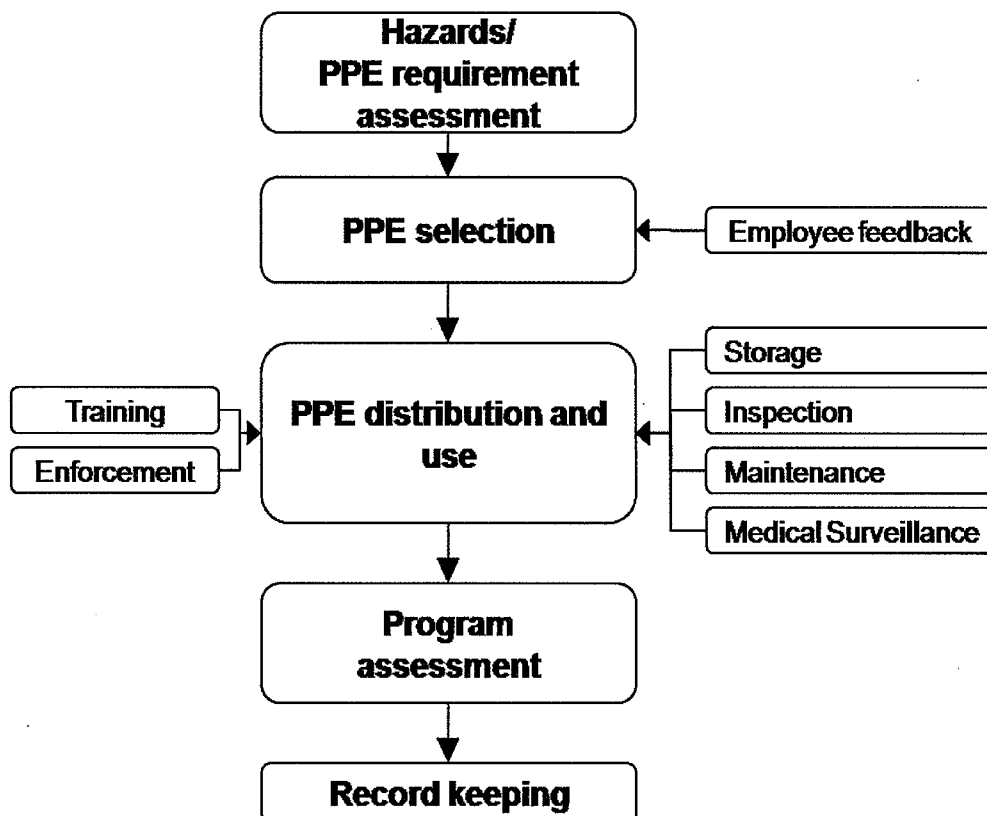 Hazards/
PPE requirement
assessment
PPE selection
Employee feedback
Storage
Training
PPE distribution and
use
Inspection
Enforcement
Maintenance
Medical Surveillance
Program
assessment
Record keeping